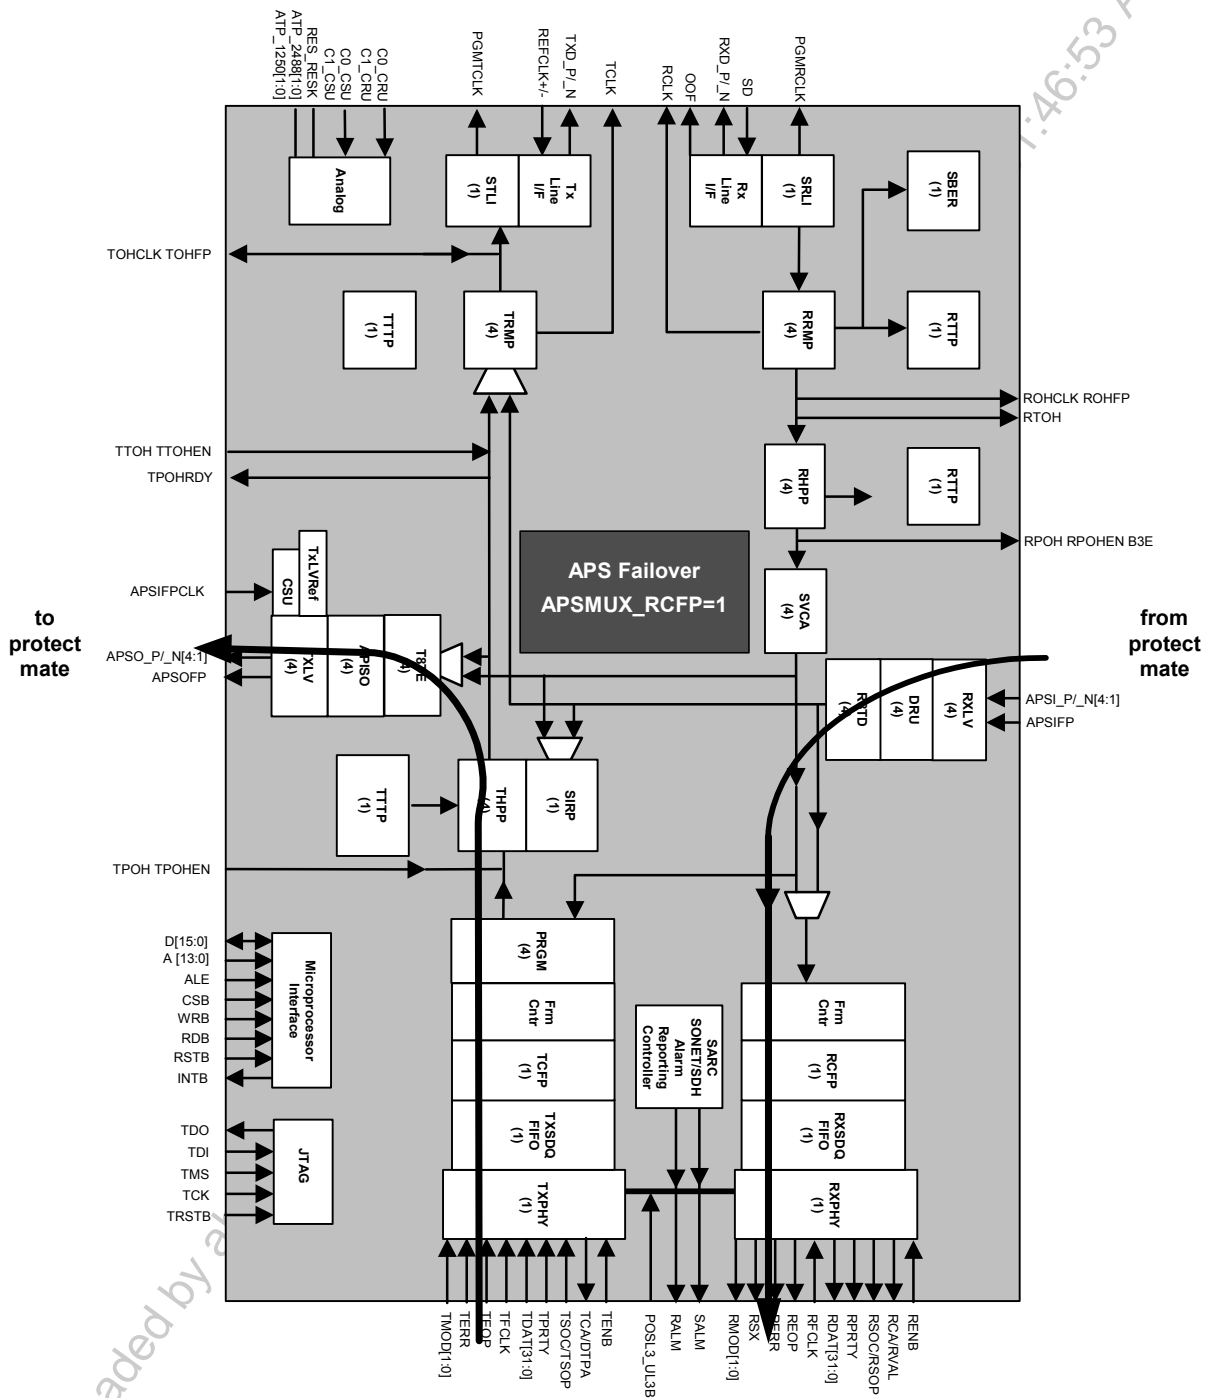 1:46:53 A
ATP_1250[1:0]
ATP_2488[1:0]
RES_RESK
C1_CSU
C0_CSU
C1_CRU
C0_CRU
PGMTCLK
REFCLK+/-
TXD_P/_N
TCLK
RCLK
OOF
RXD_P/_N
SD
PGMRCLK
Analog
STLI
(1)
Tx
Line
I/F
Rx
Line
I/F
SRLI
(1)
SBER
(1)
TOHCLK TOHFP
TTTP
(1)
TRMP
(4)
RRMP
(4)
RTTP
(1)
ROHCLK ROHFP
RTOH
TTOH TTOHEN
TPOHRDY
RHPP
(4)
RTTP
(1)
RPOH RPOHEN B3E
APS Failover
APSMUX_RCFP=1
SVCA
(4)
TxLVRef
CSU
APSIFPCLK
to
protect
mate
from
protect
mate
APSO_P/_N[4:1]
APSOFP
TXLV
(4)
APISO
(4)
(4)
(4)
DRU
(4)
RXLV
(4)
APSI_P/_N[4:1]
APSIFP
TTTP
(1)
THPP
(4)
SIRP
(1)
TPOH TPOHEN
PRGM
(4)
D[15:0]
A [13:0]
ALE
CSB
WRB
RDB
RSTB
INTB
Microprocessor
Interface
Frm
Cntr
TCFP
(1)
TXSDQ
FIFO
(1)
TXPHY
(1)
SARC
SONET/SDH
Alarm
Reporting
Controller
Frm
Cntr
RCFP
(1)
RXSDQ
FIFO
(1)
RXPHY
(1)
TDO
TDI
TMS
TCK
TRSTB
JTAG
TMOD[1:0]
TERR
TEOP
TFCLK
TDAT[31:0]
TPRTY
TSOC/TSOP
TCA/DTPA
TENB
POSL3_UL3B
RALM
SALM
RMOD[1:0]
RSX
RERR
REOP
RFCLK
RDAT[31:0]
RPRTY
RSOC/RSOP
RCA/RVAL
RENB
aded by a